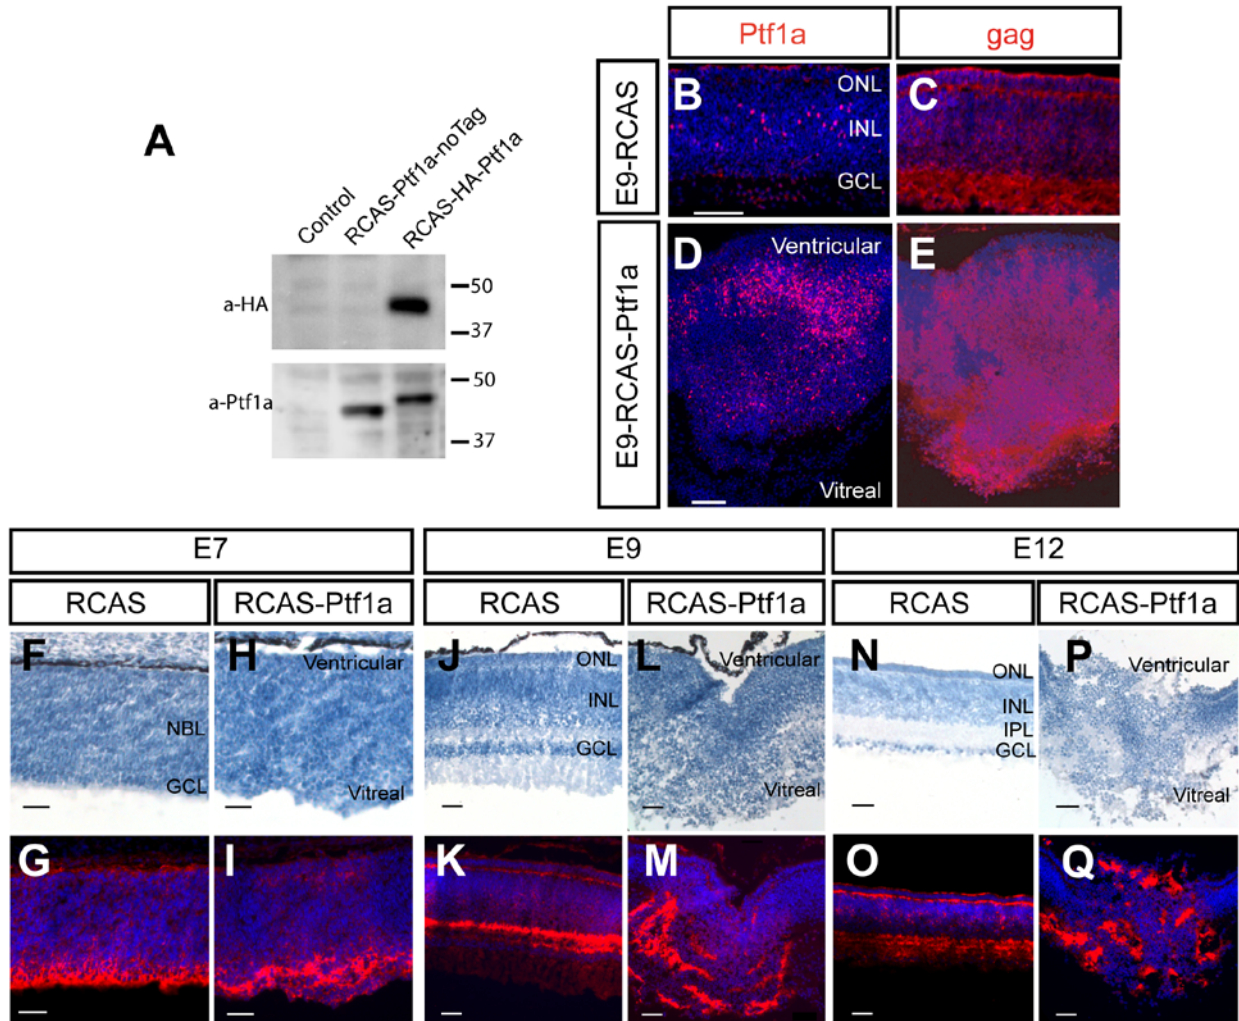 Ptf1a gag
A
Control
RCAS-Ptf1a-noTag
RCAS-HA-Ptf1a
a-HA
50
37
a-Ptf1a
50
37
E9-RCAS
B ONL
INL
GCL
C
E9-RCAS-Ptf1a
D Ventricular
Vitreal
E
E7 E9 E12
RCAS RCAS-Ptf1a RCAS RCAS-Ptf1a RCAS RCAS-Ptf1a
F
NBL
GCL
H Ventricular
Vitreal
J ONL
INL
GCL
L Ventricular
Vitreal
N ONL
INL
IPL
GCL
P Ventricular
Vitreal
G I K M O Q